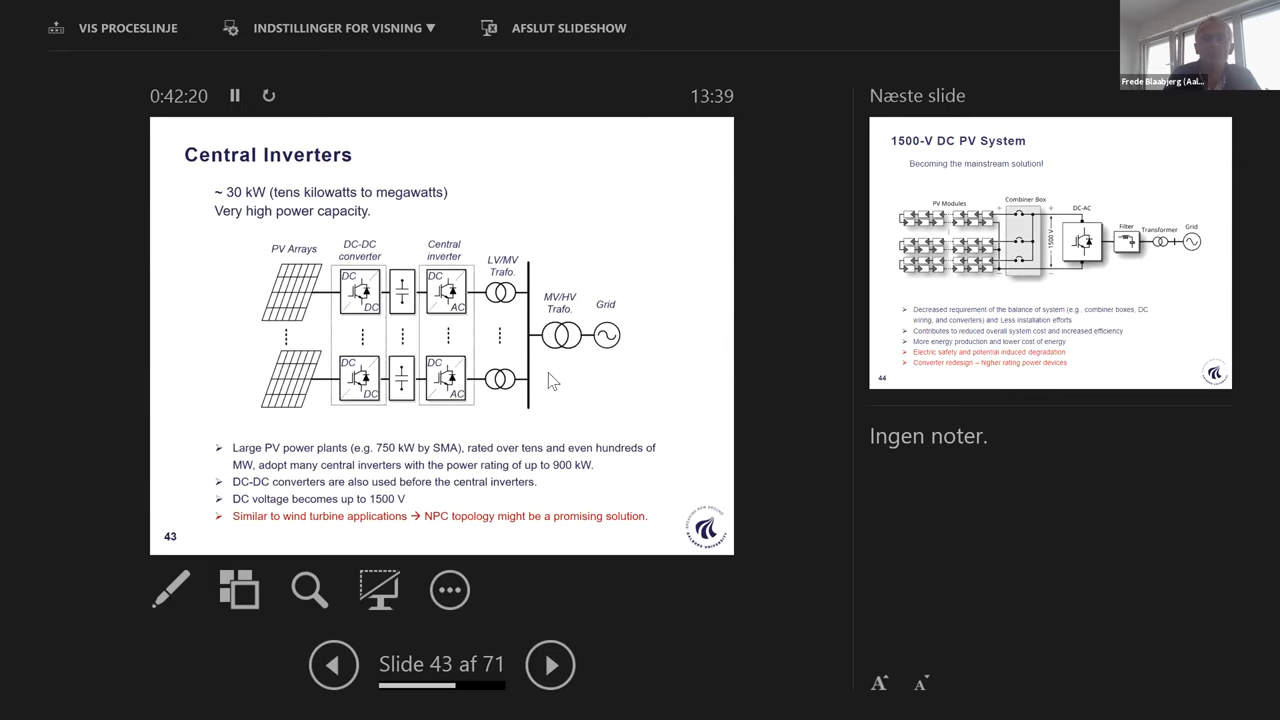 VIS PROCESLINJE
INDSTILLINGER FOR VISNING
AFSLUT SLIDESHOW
Frede Blaabjerg (Aal...
0:42:20
13:39
Central Inverters
~ 30 kW (tens kilowatts to megawatts)
Very high power capacity.
PV Arrays
DC-DC
converter
Central
inverter
LV/MV
Trafo.
MV/HV
Trafo.
Grid
DC
DC
DC
AC
DC
DC
DC
AC
➢ Large PV power plants (e.g. 750 kW by SMA), rated over tens and even hundreds of
MW, adopt many central inverters with the power rating of up to 900 kW.
➢ DC-DC converters are also used before the central inverters.
➢ DC voltage becomes up to 1500 V
➢ Similar to wind turbine applications → NPC topology might be a promising solution.
43
AALBORG UNIVERSITY
Slide 43 af 71
Næste slide
1500-V DC PV System
Becoming the mainstream solution!
PV Modules
Combiner Box
DC-AC
Filter
Transformer
Grid
1500 V
➢ Decreased requirement of the balance of system (e.g., combiner boxes, DC
wiring, and converters) and Less installation efforts
➢ Contributes to reduced overall system cost and increased efficiency
➢ More energy production and lower cost of energy
➢ Electric safety and potential induced degradation
➢ Converter redesign – higher rating power devices
44
Ingen noter.
A
A